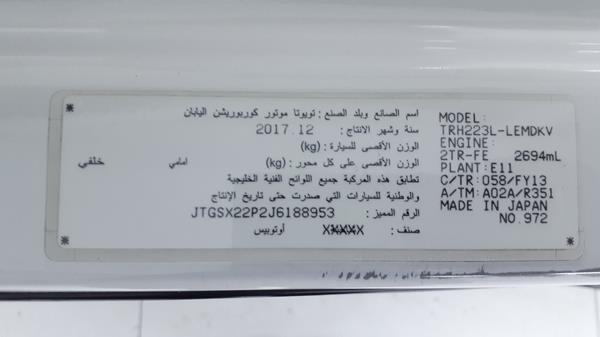 اسم الصانع وبلد الصنع: تويوتا موتور كوربوريشن اليابان
سنة وشهر الانتاج: 2017.12
الوزن الأقصى للسيارة: (kg)
الوزن الأقصى على كل محور: (kg) امامي خلفي
تطابق هذه المركبة جميع اللوائح الفنية الخليجية
والوطنية للسيارات التي صدرت حتى تاريخ الإنتاج
الرقم المميز: JTGSX22P2J6188953
صنف: XXXXX أوتوبيس
MODEL:
TRH223L-LEMDKV
ENGINE:
2TR-FE 2694mL
PLANT: E11
C/TR: 058/FY13
A/TM: A02A/R351
MADE IN JAPAN
NO.972